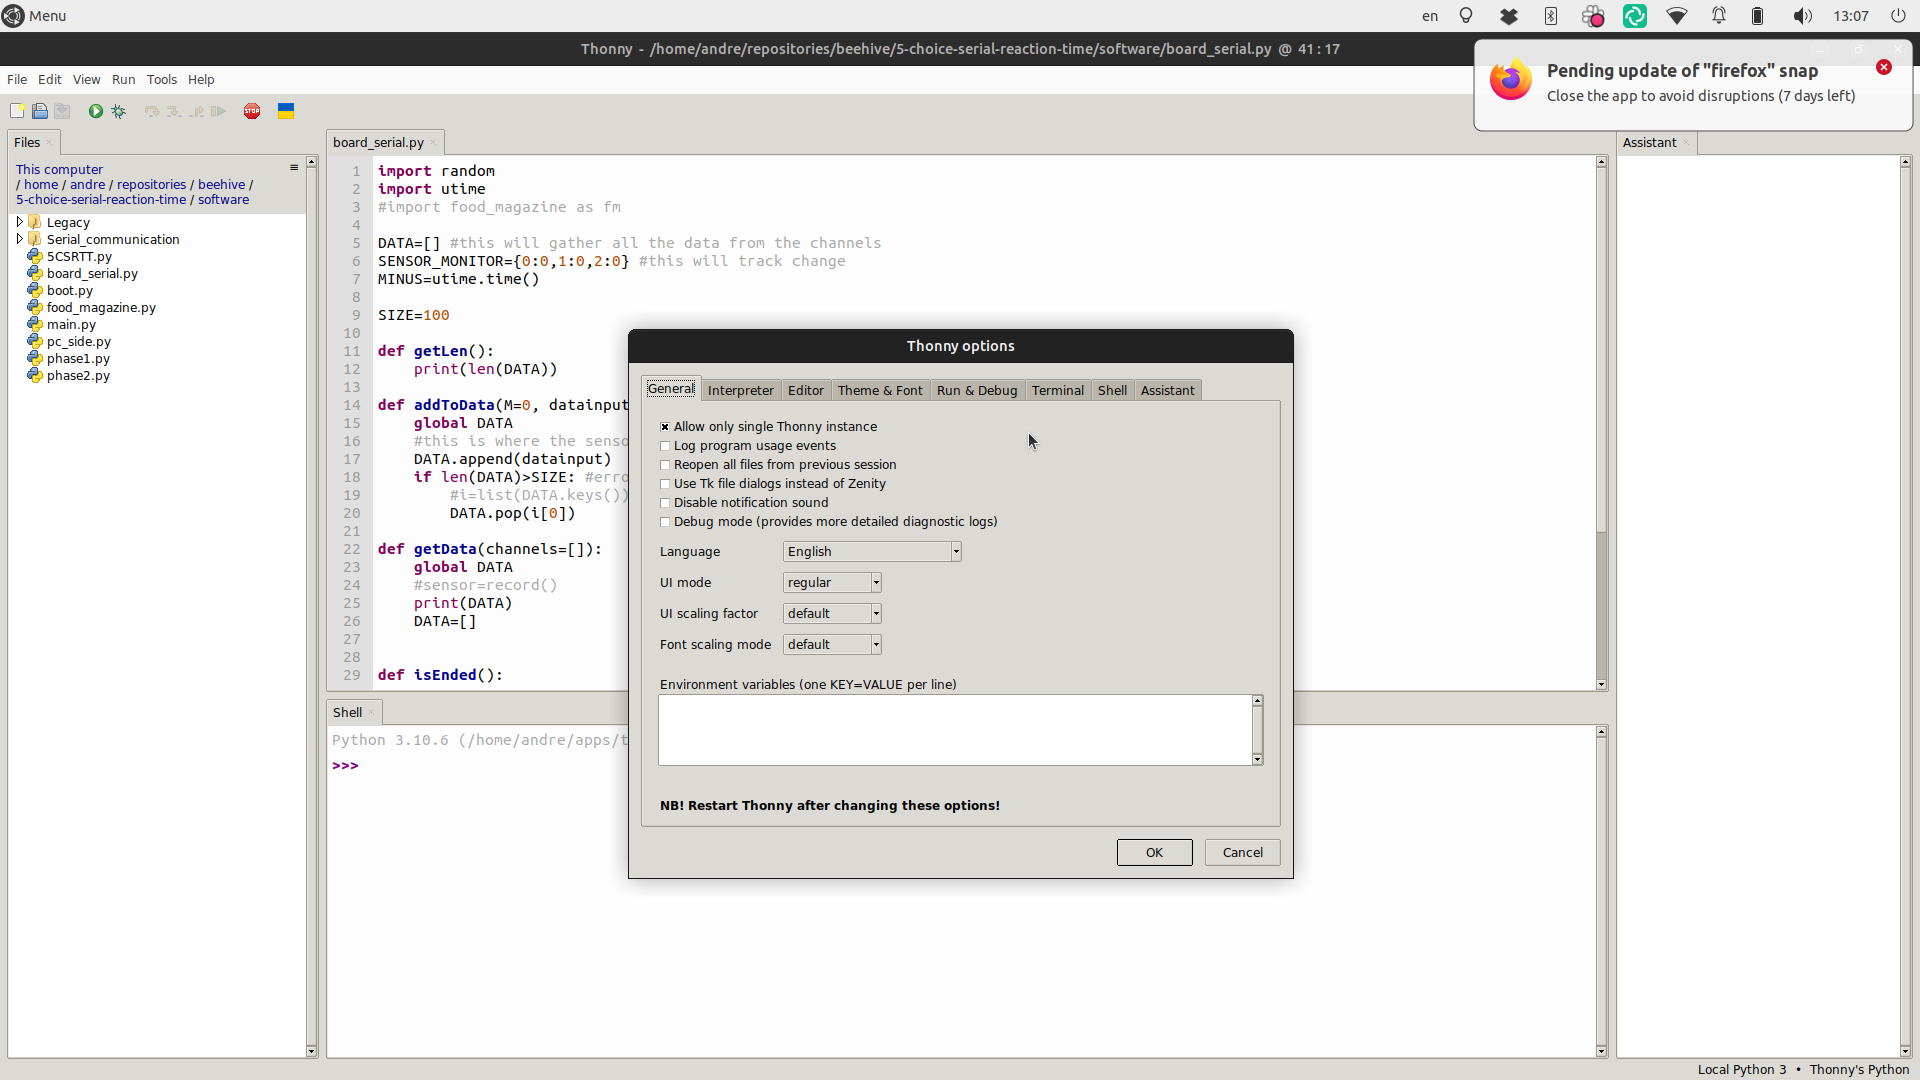 Menu
en
13:07
Thonny - /home/andre/repositories/beehive/5-choice-serial-reaction-time/software/board_serial.py @ 41:17
Pending update of "firefox" snap
Close the app to avoid disruptions (7 days left)
File Edit View Run Tools Help
STOP
Files
This computer
/ home / andre / repositories / beehive /
5-choice-serial-reaction-time / software
Legacy
Serial_communication
5CSRTT.py
board_serial.py
boot.py
food_magazine.py
main.py
pc_side.py
phase1.py
phase2.py
board_serial.py
1 import random
2 import utime
3 #import food_magazine as fm
4
5 DATA=[] #this will gather all the data from the channels
6 SENSOR_MONITOR={0:0,1:0,2:0} #this will track change
7 MINUS=utime.time()
8
9 SIZE=100
10
11 def getLen():
12 print(len(DATA))
13
14 def addToData(M=0, datainput
15 global DATA
16 #this is where the senso
17 DATA.append(datainput)
18 if len(DATA)>SIZE: #erro
19 #i=list(DATA.keys())
20 DATA.pop(i[0])
21
22 def getData(channels=[]):
23 global DATA
24 #sensor=record()
25 print(DATA)
26 DATA=[]
27
28
29 def isEnded():
Shell
Python 3.10.6 (/home/andre/apps/t
>>>
Thonny options
General Interpreter Editor Theme & Font Run & Debug Terminal Shell Assistant
Allow only single Thonny instance
Log program usage events
Reopen all files from previous session
Use Tk file dialogs instead of Zenity
Disable notification sound
Debug mode (provides more detailed diagnostic logs)
Language English
UI mode regular
UI scaling factor default
Font scaling mode default
Environment variables (one KEY=VALUE per line)
NB! Restart Thonny after changing these options!
OK Cancel
Assistant
Local Python 3 • Thonny's Python